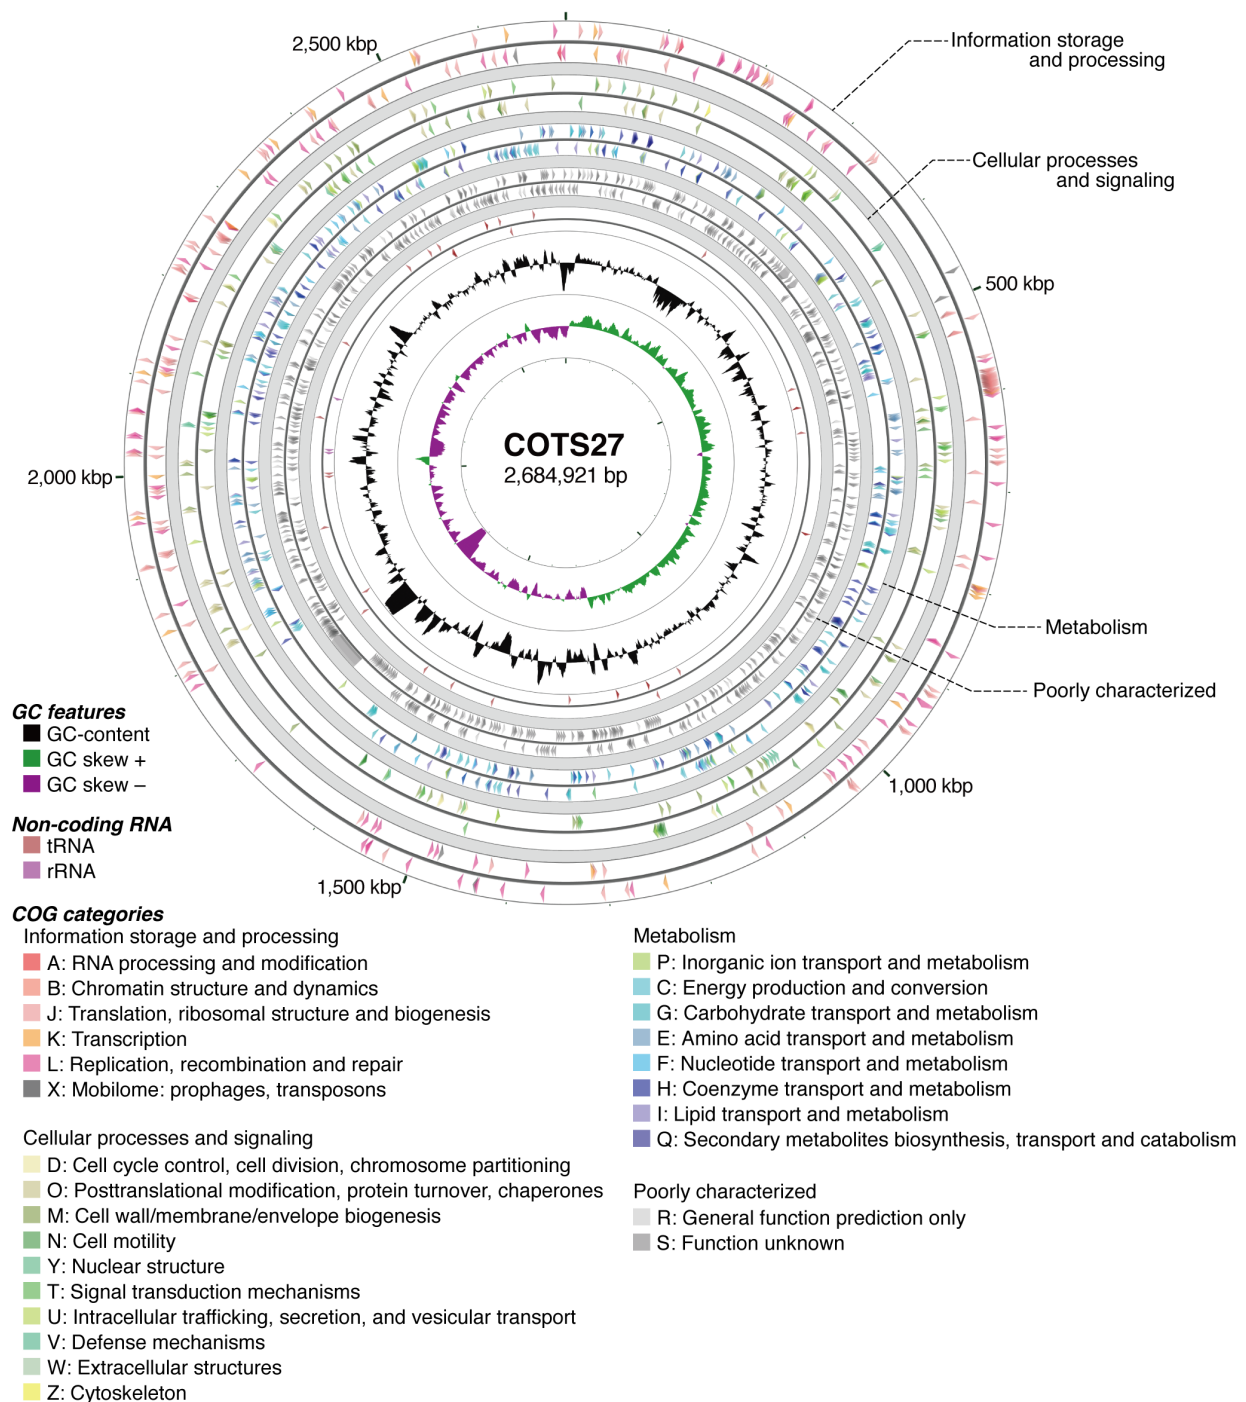 2,500 kbp
Information storage
and processing
Cellular processes
and signaling
500 kbp
COTS27
2,684,921 bp
2,000 kbp
Metabolism
Poorly characterized
1,000 kbp
1,500 kbp
GC features
GC-content
GC skew +
GC skew –
Non-coding RNA
tRNA
rRNA
COG categories
Information storage and processing
A: RNA processing and modification
B: Chromatin structure and dynamics
J: Translation, ribosomal structure and biogenesis
K: Transcription
L: Replication, recombination and repair
X: Mobilome: prophages, transposons
Cellular processes and signaling
D: Cell cycle control, cell division, chromosome partitioning
O: Posttranslational modification, protein turnover, chaperones
M: Cell wall/membrane/envelope biogenesis
N: Cell motility
Y: Nuclear structure
T: Signal transduction mechanisms
U: Intracellular trafficking, secretion, and vesicular transport
V: Defense mechanisms
W: Extracellular structures
Z: Cytoskeleton
Metabolism
P: Inorganic ion transport and metabolism
C: Energy production and conversion
G: Carbohydrate transport and metabolism
E: Amino acid transport and metabolism
F: Nucleotide transport and metabolism
H: Coenzyme transport and metabolism
I: Lipid transport and metabolism
Q: Secondary metabolites biosynthesis, transport and catabolism
Poorly characterized
R: General function prediction only
S: Function unknown